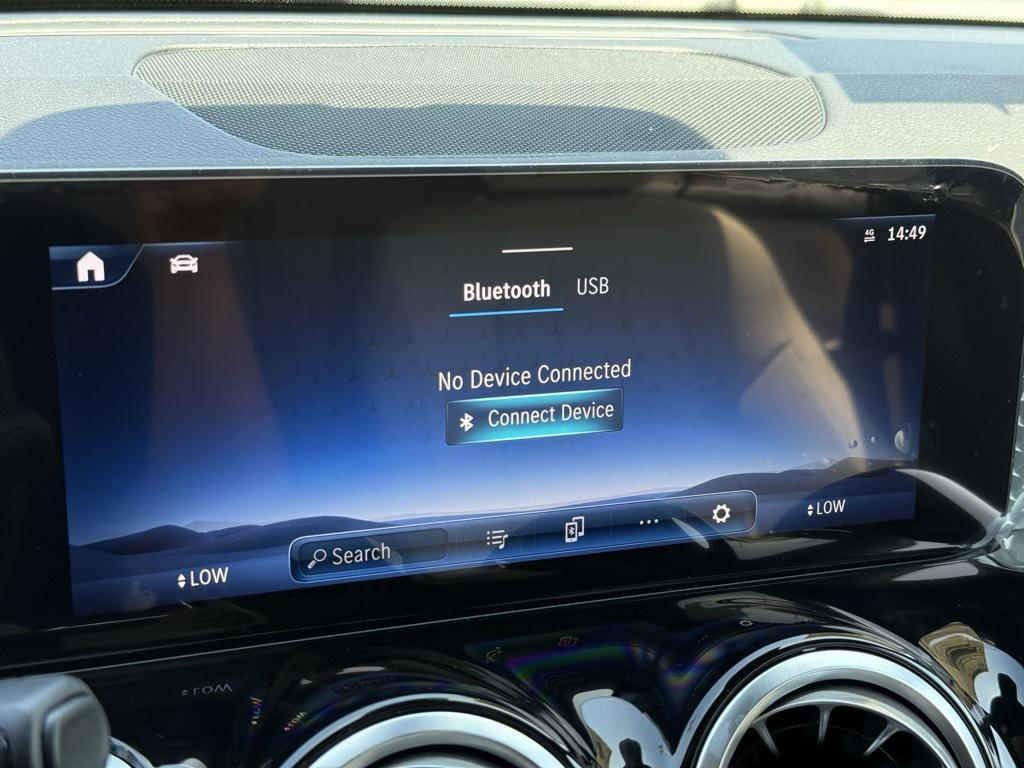 4G 14:49
Bluetooth USB
No Device Connected
Connect Device
Search
LOW
LOW